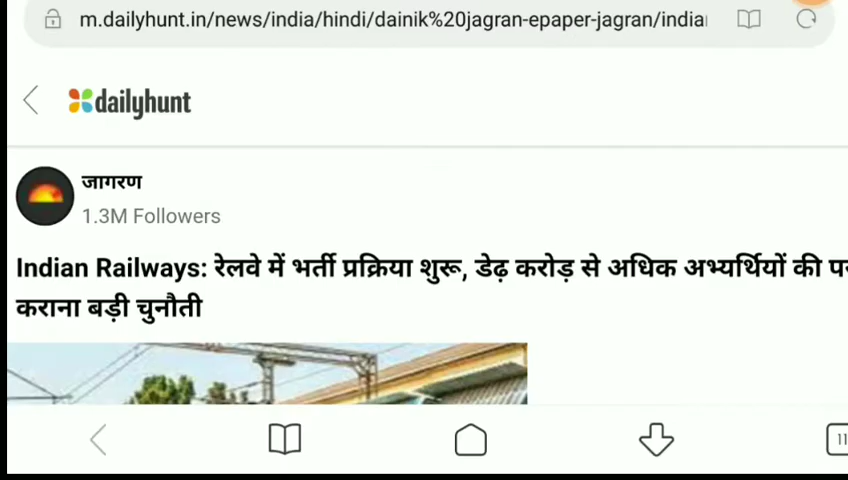 m.dailyhunt.in/news/india/hindi/dainik%20jagran-epaper-jagran/india
dailyhunt
जागरण
1.3M Followers
Indian Railways: रेलवे में भर्ती प्रक्रिया शुरू, डेढ़ करोड़ से अधिक अभ्यर्थियों की
कराना बड़ी चुनौती
11